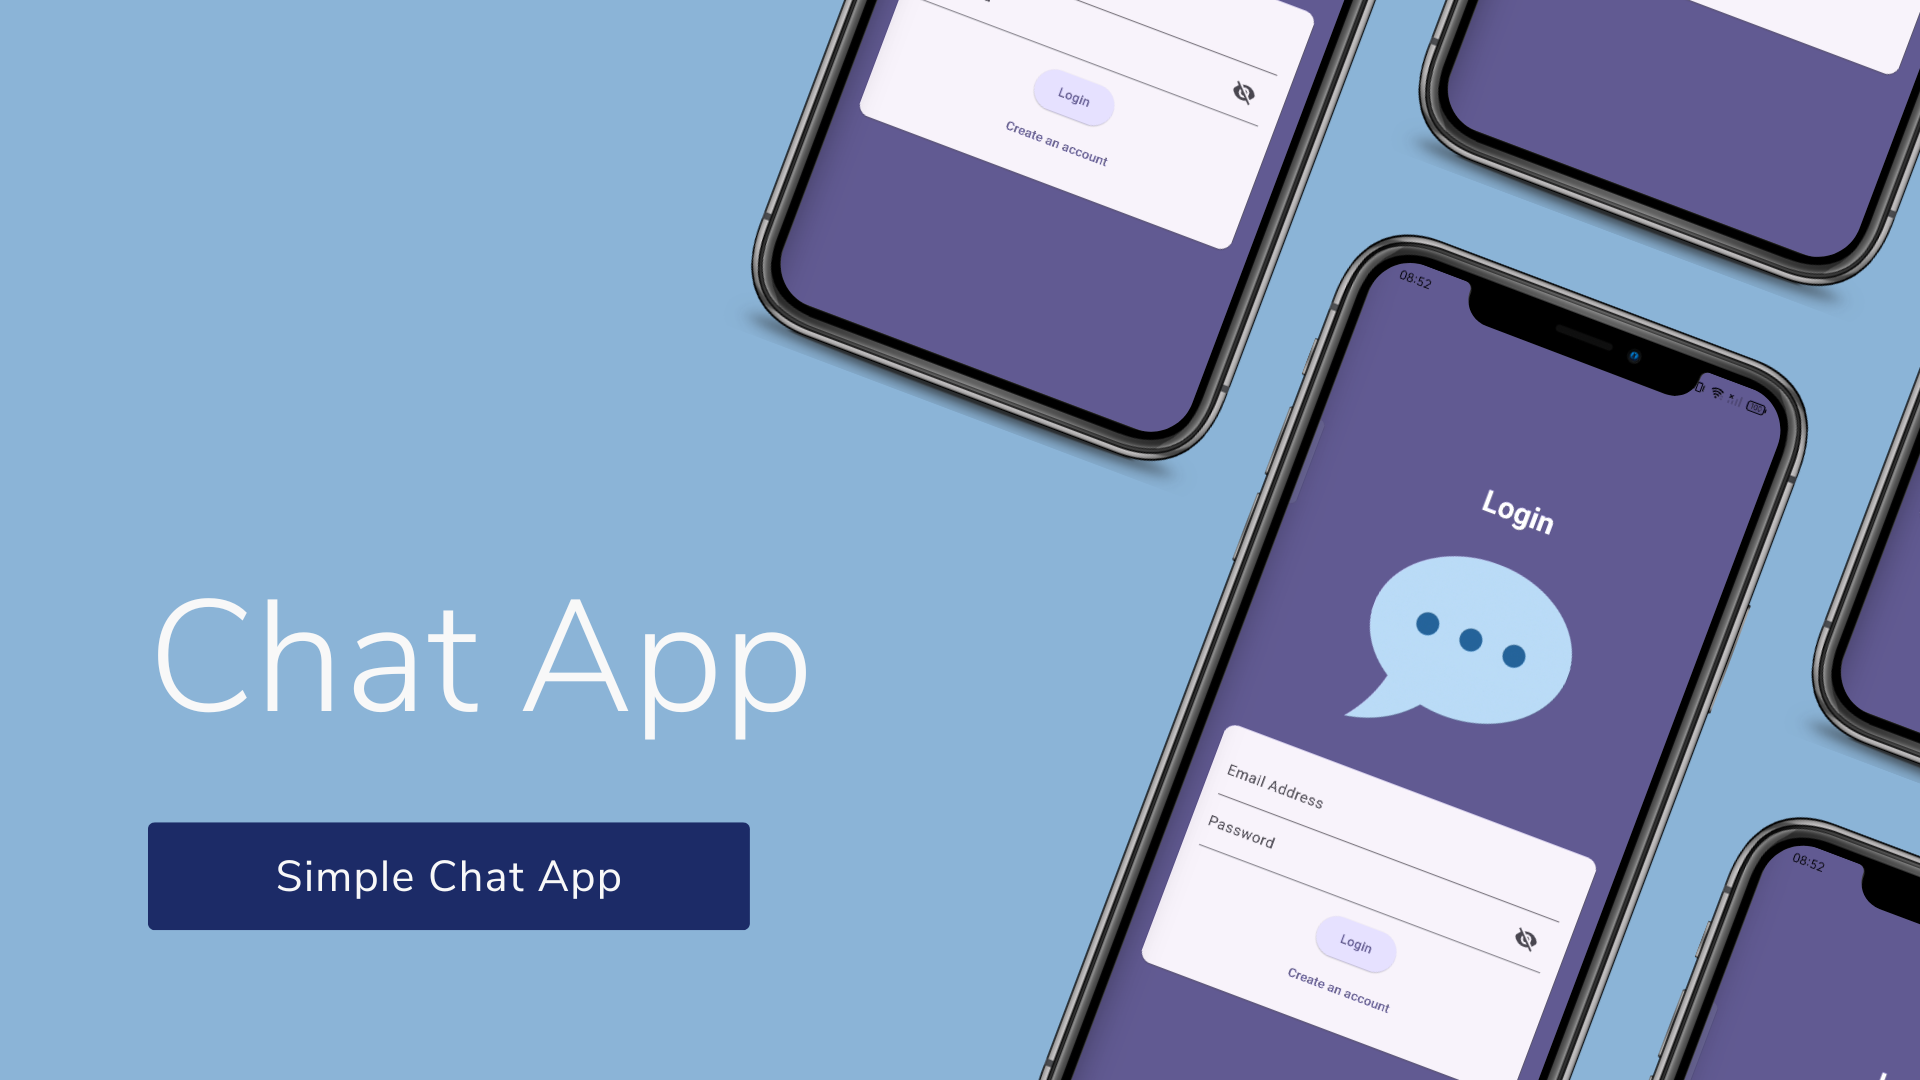 Login
Create an account
08:52
Login
Email Address
Password
Login
Create an account
Chat App
Simple Chat App
08:52